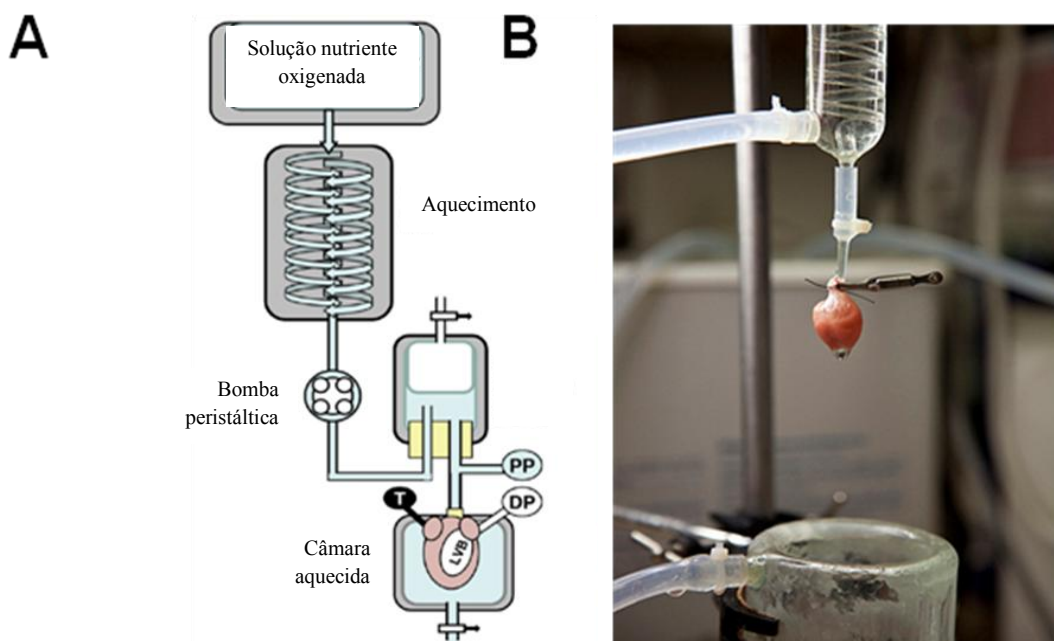 A
B
Solução nutriente
oxigenada
Aquecimento
Bomba
peristáltica
PP
T
DP
LVB
Câmara
aquecida